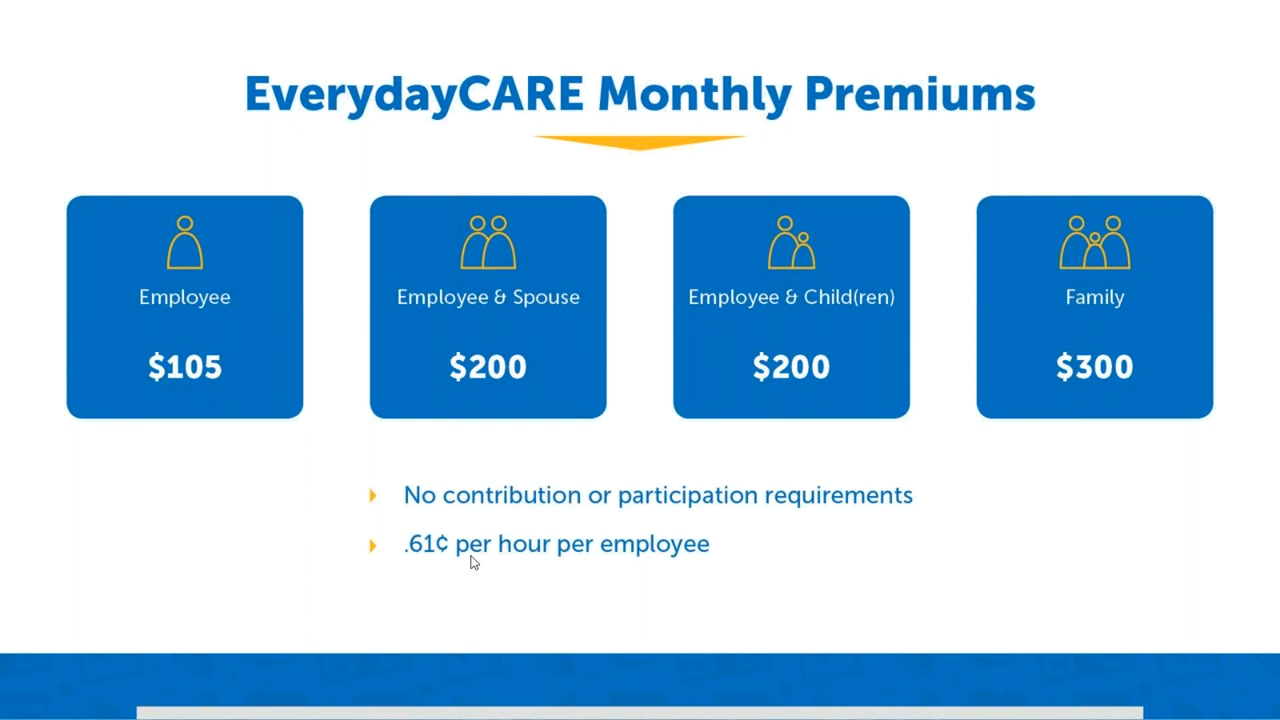 EverydayCARE Monthly Premiums
Employee
$105
Employee & Spouse
$200
Employee & Child(ren)
$200
Family
$300
No contribution or participation requirements
.61¢ per hour per employee